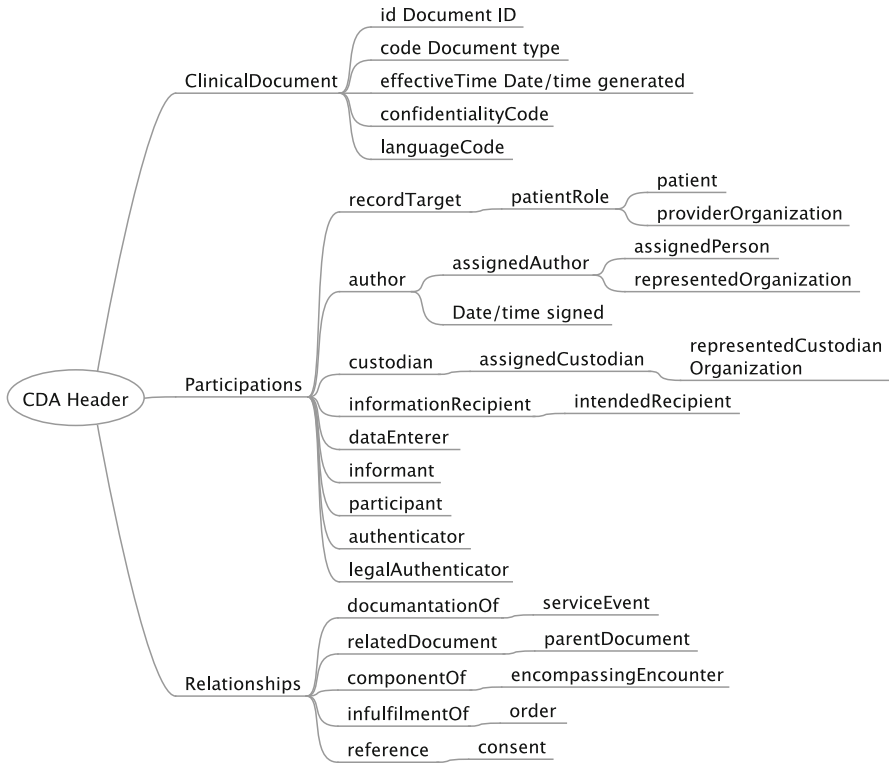 CDA Header
ClinicalDocument
id Document ID
code Document type
effectiveTime Date/time generated
confidentialityCode
languageCode
Participations
recordTarget
patientRole
patient
providerOrganization
author
assignedAuthor
assignedPerson
representedOrganization
Date/time signed
custodian
assignedCustodian
representedCustodian
Organization
informationRecipient
intendedRecipient
dataEnterer
informant
participant
authenticator
legalAuthenticator
Relationships
documantationOf
serviceEvent
relatedDocument
parentDocument
componentOf
encompassingEncounter
infulfilmentOf
order
reference
consent